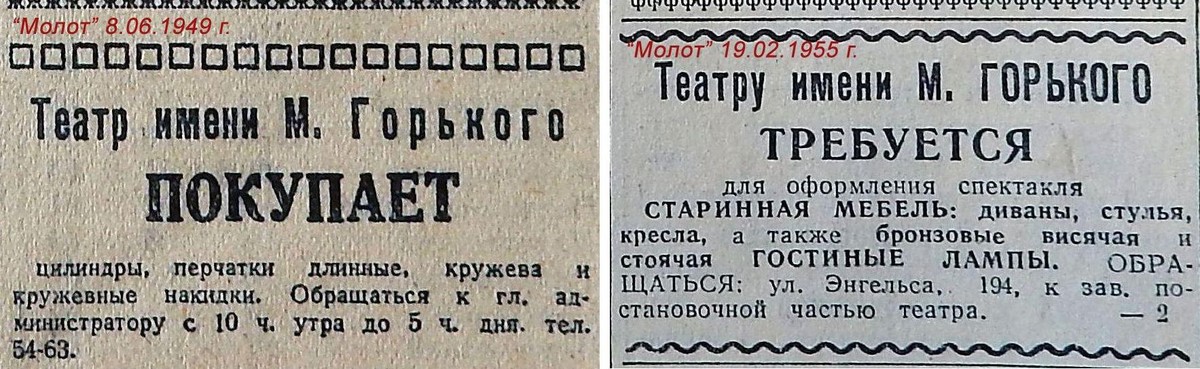 "Молот" 8.06.1949 г.
Театр имени М. Горького
ПОКУПАЕТ
цилиндры, перчатки длинные, кружева и
кружевные накидки. Обращаться к гл. ад-
министратору с 10 ч. утра до 5 ч. дня. тел.
54-63.
"Молот" 19.02.1955 г.
Театру имени М. ГОРЬКОГО
ТРЕБУЕТСЯ
для оформления спектакля
СТАРИННАЯ МЕБЕЛЬ: диваны, стулья,
кресла, а также бронзовые висячая и
стоячая ГОСТИНЫЕ ЛАМПЫ. ОБРА-
ЩАТЬСЯ: ул. Энгельса, 194, к зав. по-
становочной частью театра. — 2